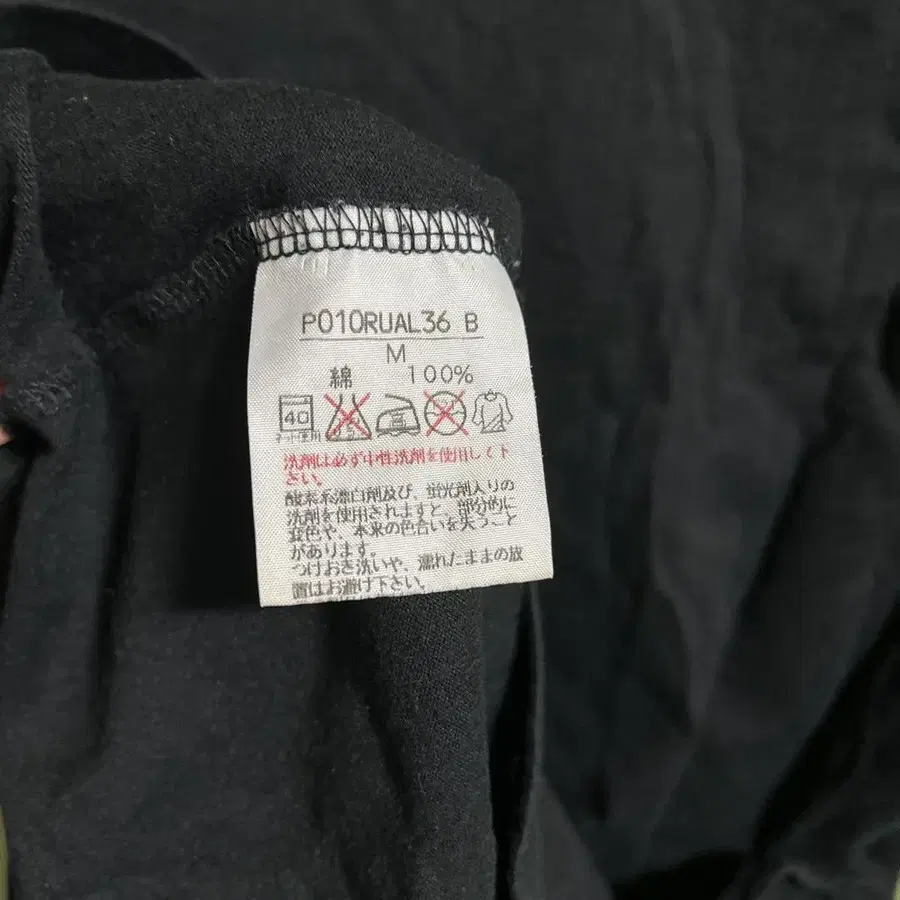 P010RUAL36 B
M
綿 100%
40
ネット使用
高
洗剤は必ず中性洗剤を使用して下
さい。
酸素系漂白剤及び、蛍光剤入りの
洗剤を使用されますと、部分的に
変色や、本来の色合いを失うこと
があります。
つけおき洗いや、濡れたままの放
置はお避け下さい。